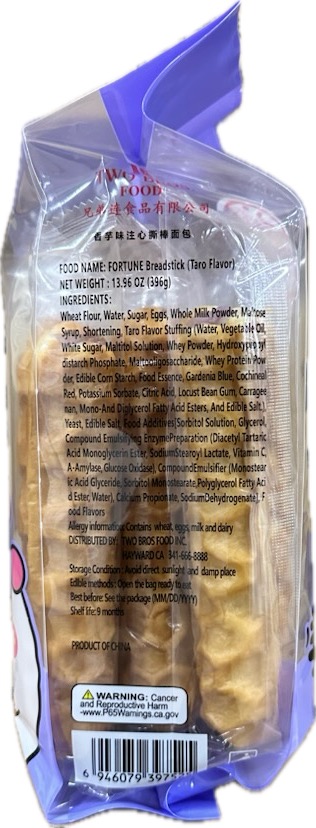 TWO
FOOD
兄弟连食品有限公司
香芋味注心撕棒面包
FOOD NAME: FORTUNE Breadstick (Taro Flavor)
NET WEIGHT: 13.96 OZ (396g)
INGREDIENTS:
Wheat Flour, Water, Sugar, Eggs, Whole Milk Powder, Maltose
Syrup, Shortening, Taro Flavor Stuffing (Water, Vegetable Oil,
White Sugar, Maltitol Solution, Whey Powder, Hydroxypropyl
distarch Phosphate, Maltooligosaccharide, Whey Protein Pow
der, Edible Corn Starch, Food Essence, Gardenia Blue, Cochineal
Red, Potassium Sorbate, Citric Acid, Locust Bean Gum, Carragee
nan, Mono-And Diglycerol Fatty Acid Esters, And Edible Salt),
Yeast, Edible Salt, Food Additives(Sorbitol Solution, Glycerol,
Compound Emulsifying EnzymePreparation (Diacetyl Tartaric
Acid Monoglycerin Ester, SodiumStearoyl Lactate, Vitamin C,
A-Amylase, Glucose Oxidase), CompoundEmulsifier (Monostear
ic Acid Glyceride, Sorbitol Monostearate,Polyglycerol Fatty Aci
d Ester, Water), Calcium Propionate, SodiumDehydrogenate), F
ood Flavors
Allergy information: Contains wheat, eggs, milk and dairy
DISTRIBUTED BY: TWO BROS FOOD INC.
HAYWARD CA 341-666-8888
Storage Condition: Avoid direct sunlight and damp place
Edible methods: Open the bag ready to eat
Best before: See the package (MM/DD/YYYY)
Shelf life: 9 months
PRODUCT OF CHINA
WARNING: Cancer
and Reproductive Harm
-www.P65Warnings.ca.gov
6 946079 3975